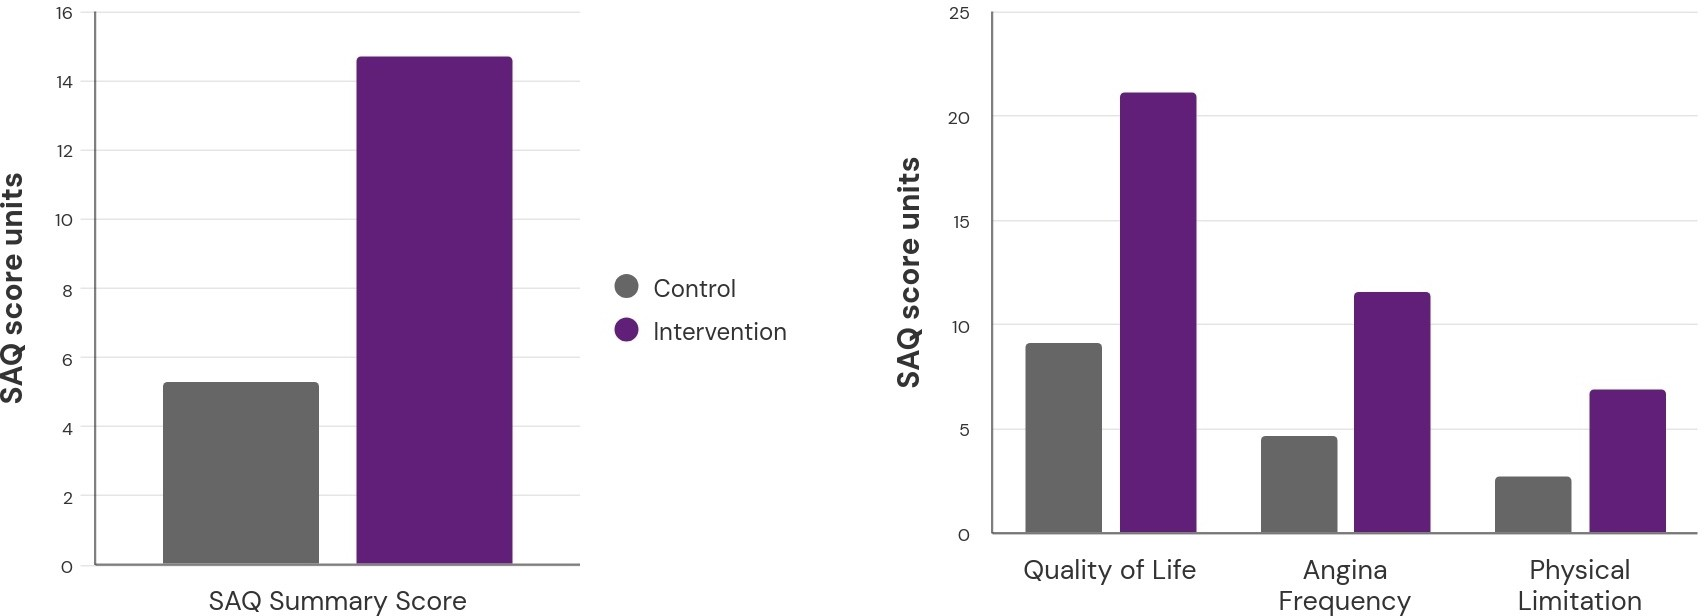 SAQ score units
16
14
12
10
8
6
4
2
0
SAQ Summary Score
Control
Intervention
SAQ score units
25
20
15
10
5
0
Quality of Life
Angina
Frequency
Physical
Limitation